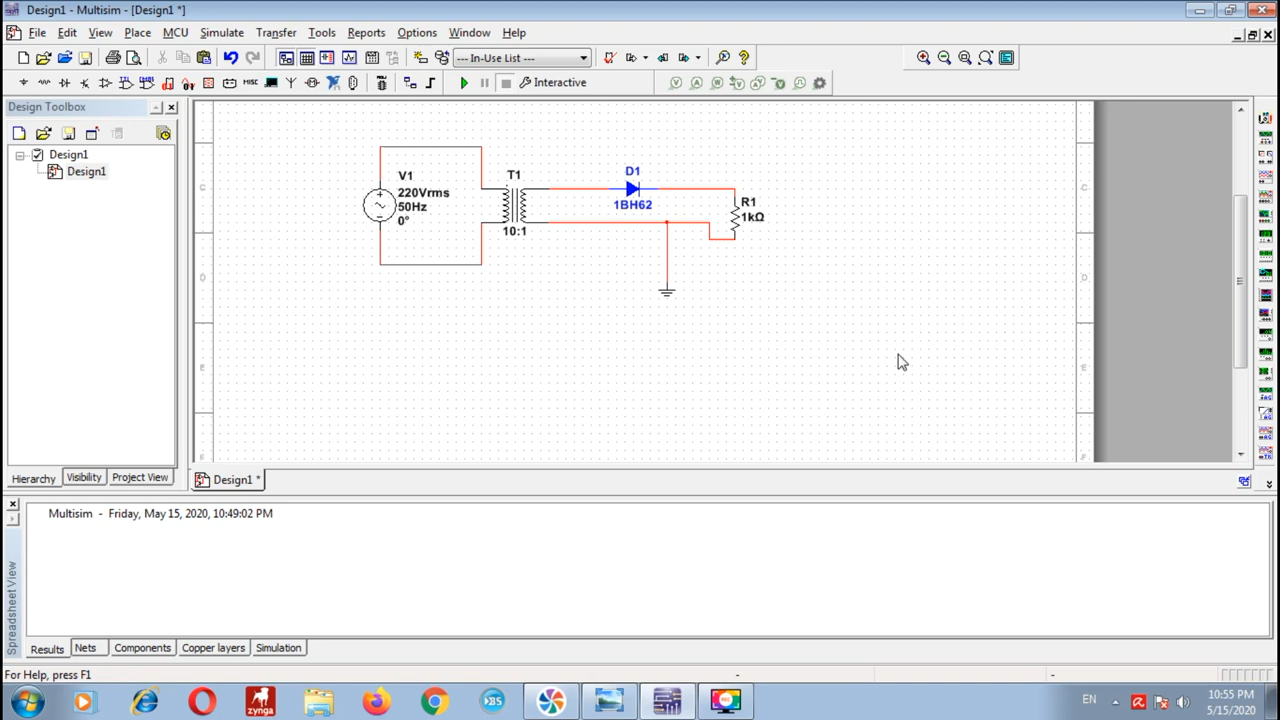 Design1 - Multisim - [Design1 *]
File Edit View Place MCU Simulate Transfer Tools Reports Options Window Help
--- In-Use List ---
Interactive
Design Toolbox
Design1
Design1
V1
220Vrms
50Hz
0°
T1
10:1
D1
1BH62
R1
1kΩ
C
D
E
F
C
D
E
F
Hierarchy Visibility Project View
Design1 *
Multisim - Friday, May 15, 2020, 10:49:02 PM
Spreadsheet View
Results Nets Components Copper layers Simulation
For Help, press F1
- -
zynga
EN
10:55 PM
5/15/2020